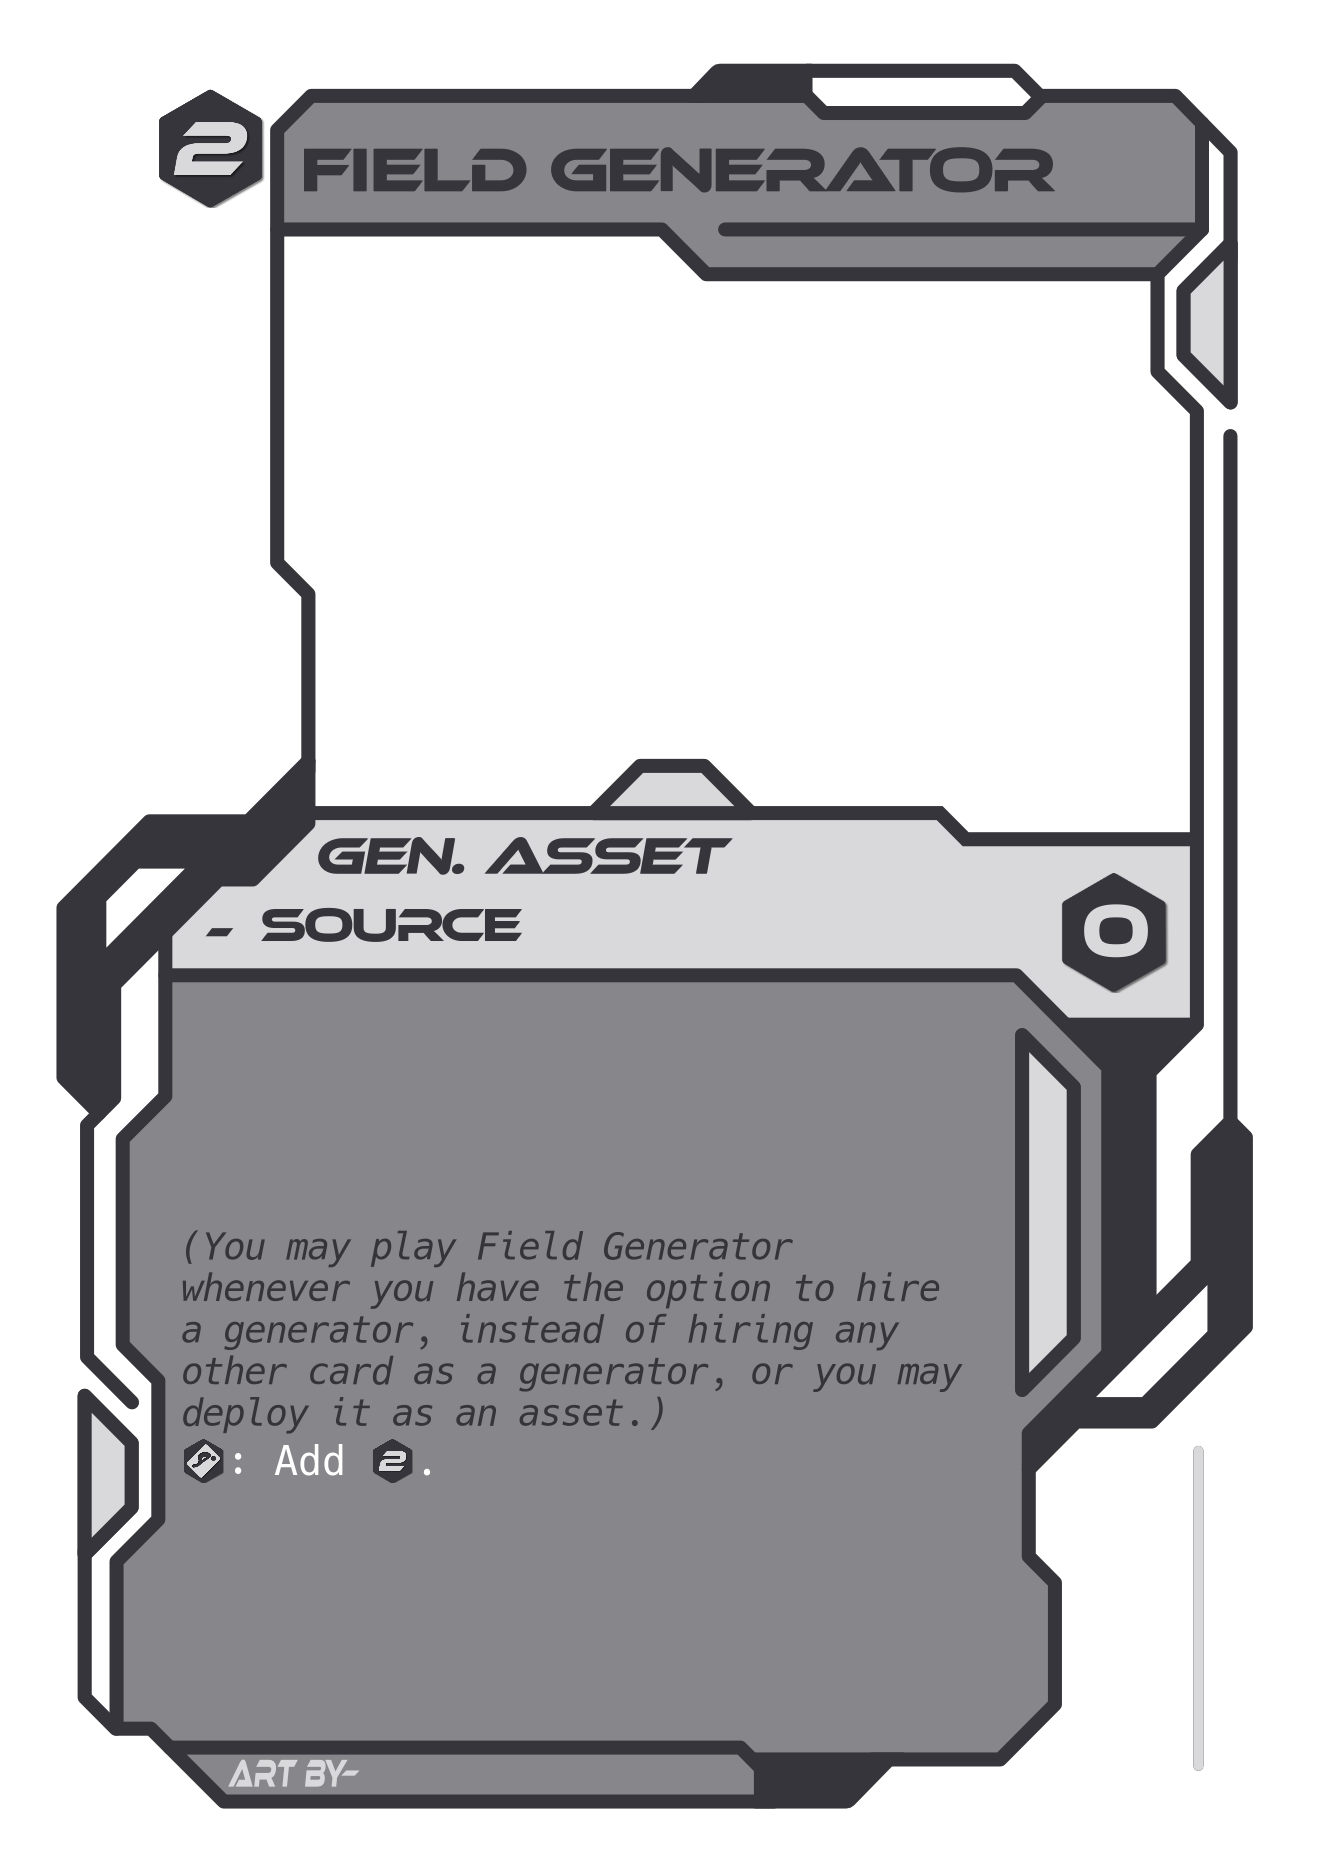 2
FIELD GENERATOR
GEN. ASSET
- SOURCE
0
(You may play Field Generator
whenever you have the option to hire
a generator, instead of hiring any
other card as a generator, or you may
deploy it as an asset.)
: Add 2.
ART BY-